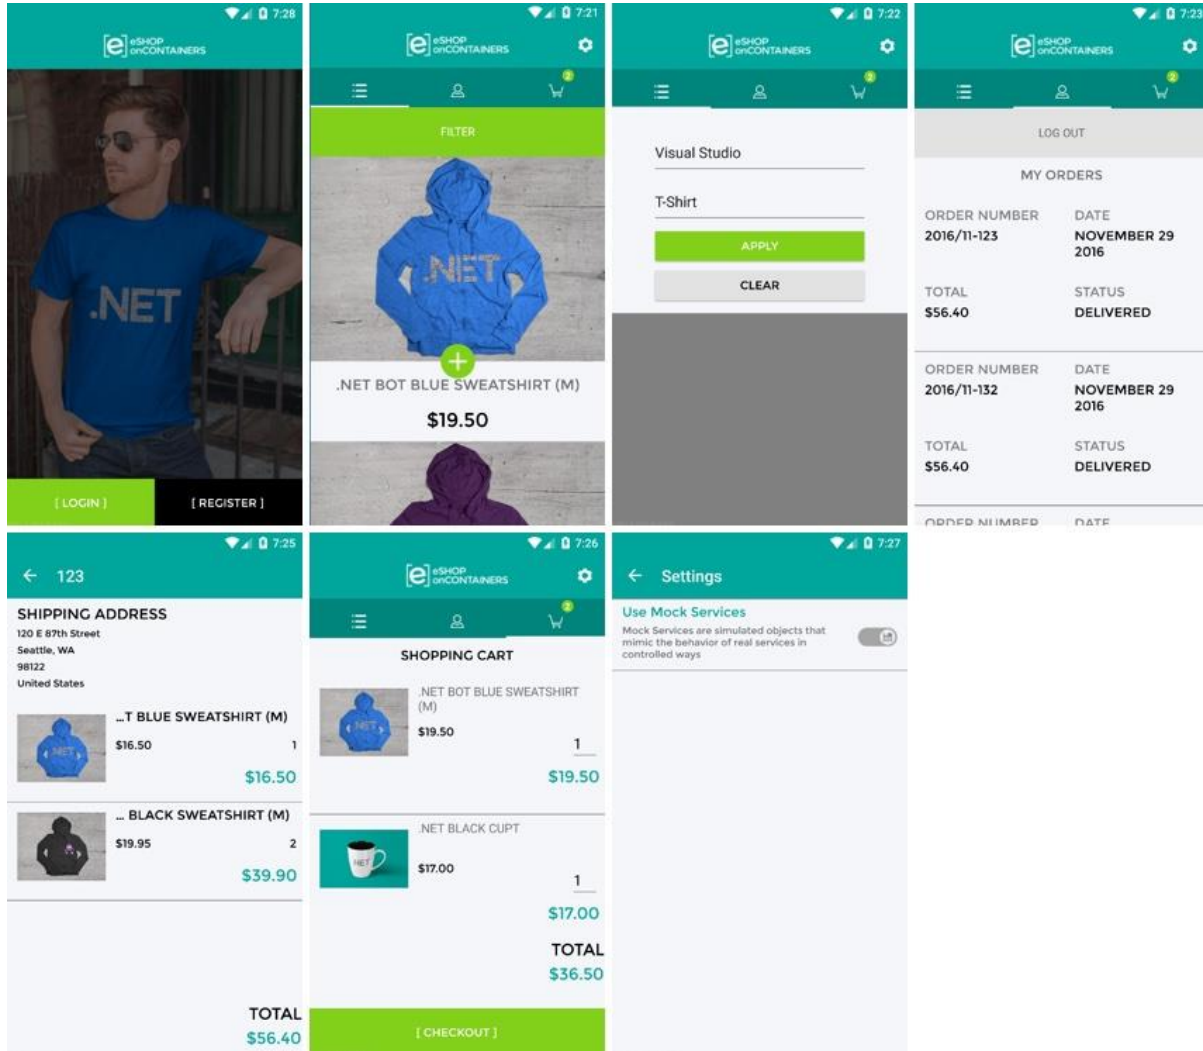 7:28
[e] eSHOP
onCONTAINERS
.NET
[ LOGIN ]
[ REGISTER ]
7:21
[e] eSHOP
onCONTAINERS
2
FILTER
.NET
.NET BOT BLUE SWEATSHIRT (M)
$19.50
7:22
[e] eSHOP
onCONTAINERS
2
Visual Studio
T-Shirt
APPLY
CLEAR
7:23
[e] eSHOP
onCONTAINERS
2
LOG OUT
MY ORDERS
ORDER NUMBER
DATE
2016/11-123
NOVEMBER 29
2016
TOTAL
STATUS
$56.40
DELIVERED
ORDER NUMBER
DATE
2016/11-132
NOVEMBER 29
2016
TOTAL
STATUS
$56.40
DELIVERED
ORDER NUMBER
DATE
7:25
123
SHIPPING ADDRESS
120 E 87th Street
Seattle, WA
98122
United States
.NET
...T BLUE SWEATSHIRT (M)
$16.50
1
$16.50
... BLACK SWEATSHIRT (M)
$19.95
2
$39.90
TOTAL
$56.40
7:26
[e] eSHOP
onCONTAINERS
2
SHOPPING CART
.NET
.NET BOT BLUE SWEATSHIRT
(M)
$19.50
1
$19.50
.NET
.NET BLACK CUPT
$17.00
1
$17.00
TOTAL
$36.50
[ CHECKOUT ]
7:27
Settings
Use Mock Services
Mock Services are simulated objects that
mimic the behavior of real services in
controlled ways